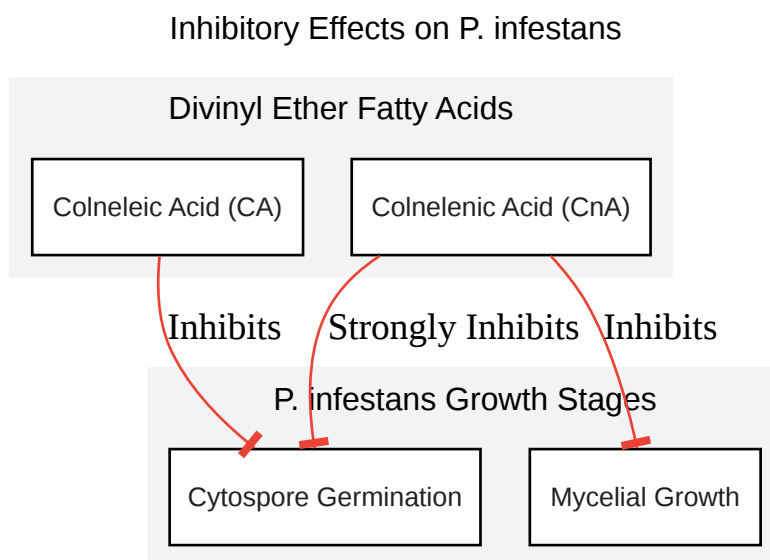 Inhibitory Effects on P. infestans
Divinyl Ether Fatty Acids
Colneleic Acid (CA)
Colnelenic Acid (CnA)
Inhibits
Strongly Inhibits
Inhibits
P. infestans Growth Stages
Cytospore Germination
Mycelial Growth